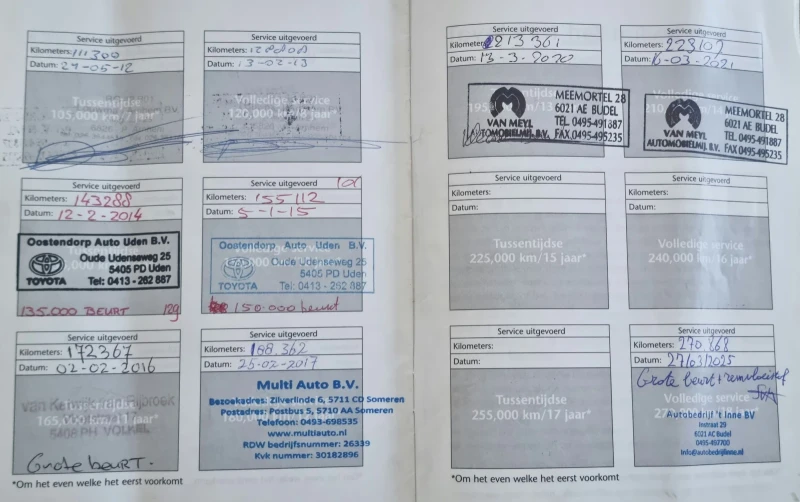 Service uitgevoerd
Kilometers: 111300
Datum: 24-05-12
Tussentijdse
105,000 km/7 jaar*
Service uitgevoerd
Kilometers: 128808
Datum: 13-02-13
Volledige service
120,000 km/8 jaar*
Service uitgevoerd
Kilometers: 143288
Datum: 12-2-2014
Oostendorp Auto Uden B.V.
Oude Udenseweg 25
5405 PD Uden
TOYOTA Tel: 0413 - 262 887
135.000 BEURT
Service uitgevoerd
Kilometers: 155112
Datum: 5-1-15
Oostendorp Auto Uden B.V.
Oude Udenseweg 25
5405 PD Uden
TOYOTA Tel: 0413 - 262 887
150.000 beurt
Service uitgevoerd
Kilometers: 172367
Datum: 02-02-2016
Tussentijdse
165,000 km/11 jaar*
5408 PH VOLKEL
Grote beurt.
Service uitgevoerd
Kilometers: 188.362
Datum: 25-02-2017
Multi Auto B.V.
Bezoekadres: Zilverlinde 6, 5711 CD Someren
Postadres: Postbus 5, 5710 AA Someren
Telefoon: 0493-698535
www.multiauto.nl
RDW bedrijfsnummer: 26339
Kvk nummer: 30182896
*Om het even welke het eerst voorkomt
Service uitgevoerd
Kilometers: 213361
Datum: 13-3-2020
MEEMORTEL 28
6021 AE BUDEL
VAN MEYL TEL. 0495-491887
AUTOMOBIELMIJ. B.V. FAX 0495-495235
Service uitgevoerd
Kilometers: 223102
Datum: 16-03-2021
Volledige service
MEEMORTEL 28
6021 AE BUDEL
VAN MEYL TEL. 0495-491887
AUTOMOBIELMIJ. B.V. FAX 0495-495235
Service uitgevoerd
Kilometers:
Datum:
Tussentijdse
225,000 km/15 jaar*
Service uitgevoerd
Kilometers:
Datum:
Volledige service
240,000 km/16 jaar*
Service uitgevoerd
Kilometers:
Datum:
Tussentijdse
255,000 km/17 jaar*
Service uitgevoerd
Kilometers: 270.868
Datum: 27/03/2025
Grote beurt + remvloeistof
Volledige service
Autobedrijf 't Inne BV
Instraat 29
6021 AC Budel
0495-497700
info@autobedrijfinne.nl
*Om het even welke het eerst voorkomt